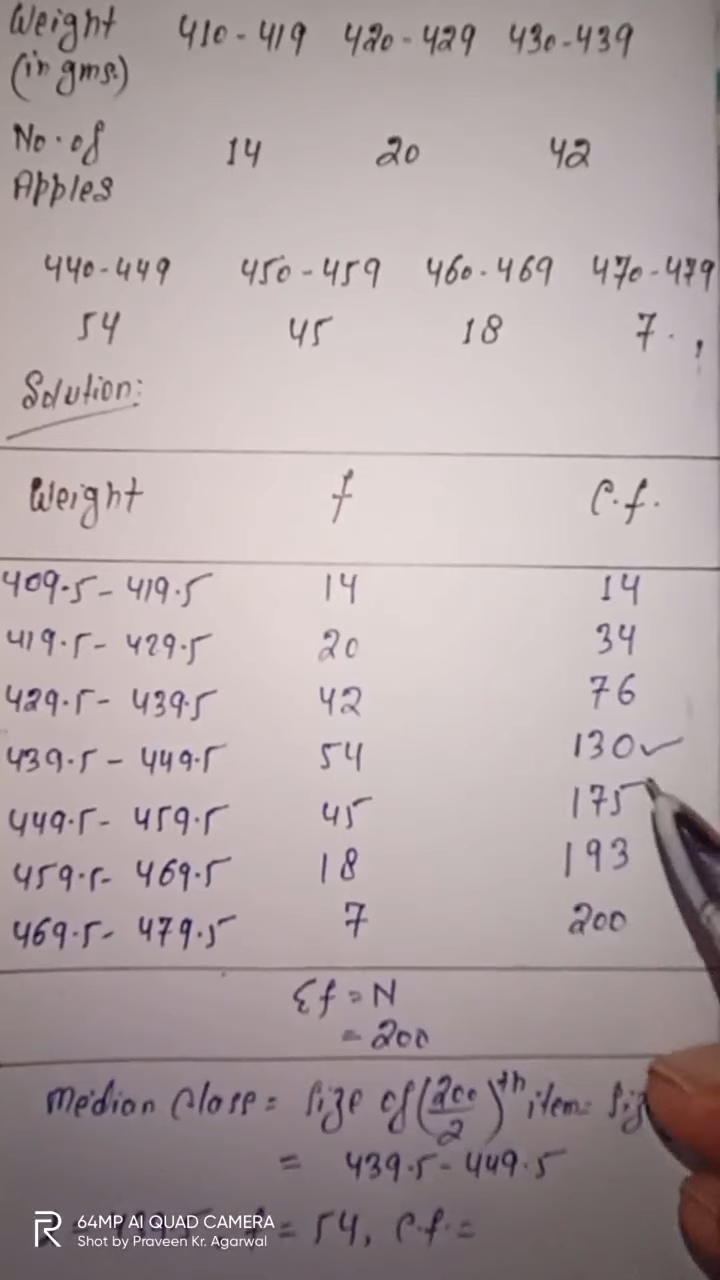 Weight 410-419 420-429 430-439
(in gms.)
No. of
Apples 14 20 42
440-449 450-459 460-469 470-479
54 45 18 7.,
Solution:
Weight f C.f.
409.5-419.5 14 14
419.5-429.5 20 34
429.5-439.5 42 76
439.5-449.5 54 130✓
449.5-459.5 45 175
459.5-469.5 18 193
469.5-479.5 7 200
Σf=N
=200
Median Class= Size of (200/2)th item= Siz
= 439.5-449.5
= 54, C.f.=
64MP AI QUAD CAMERA
Shot by Praveen Kr. Agarwal